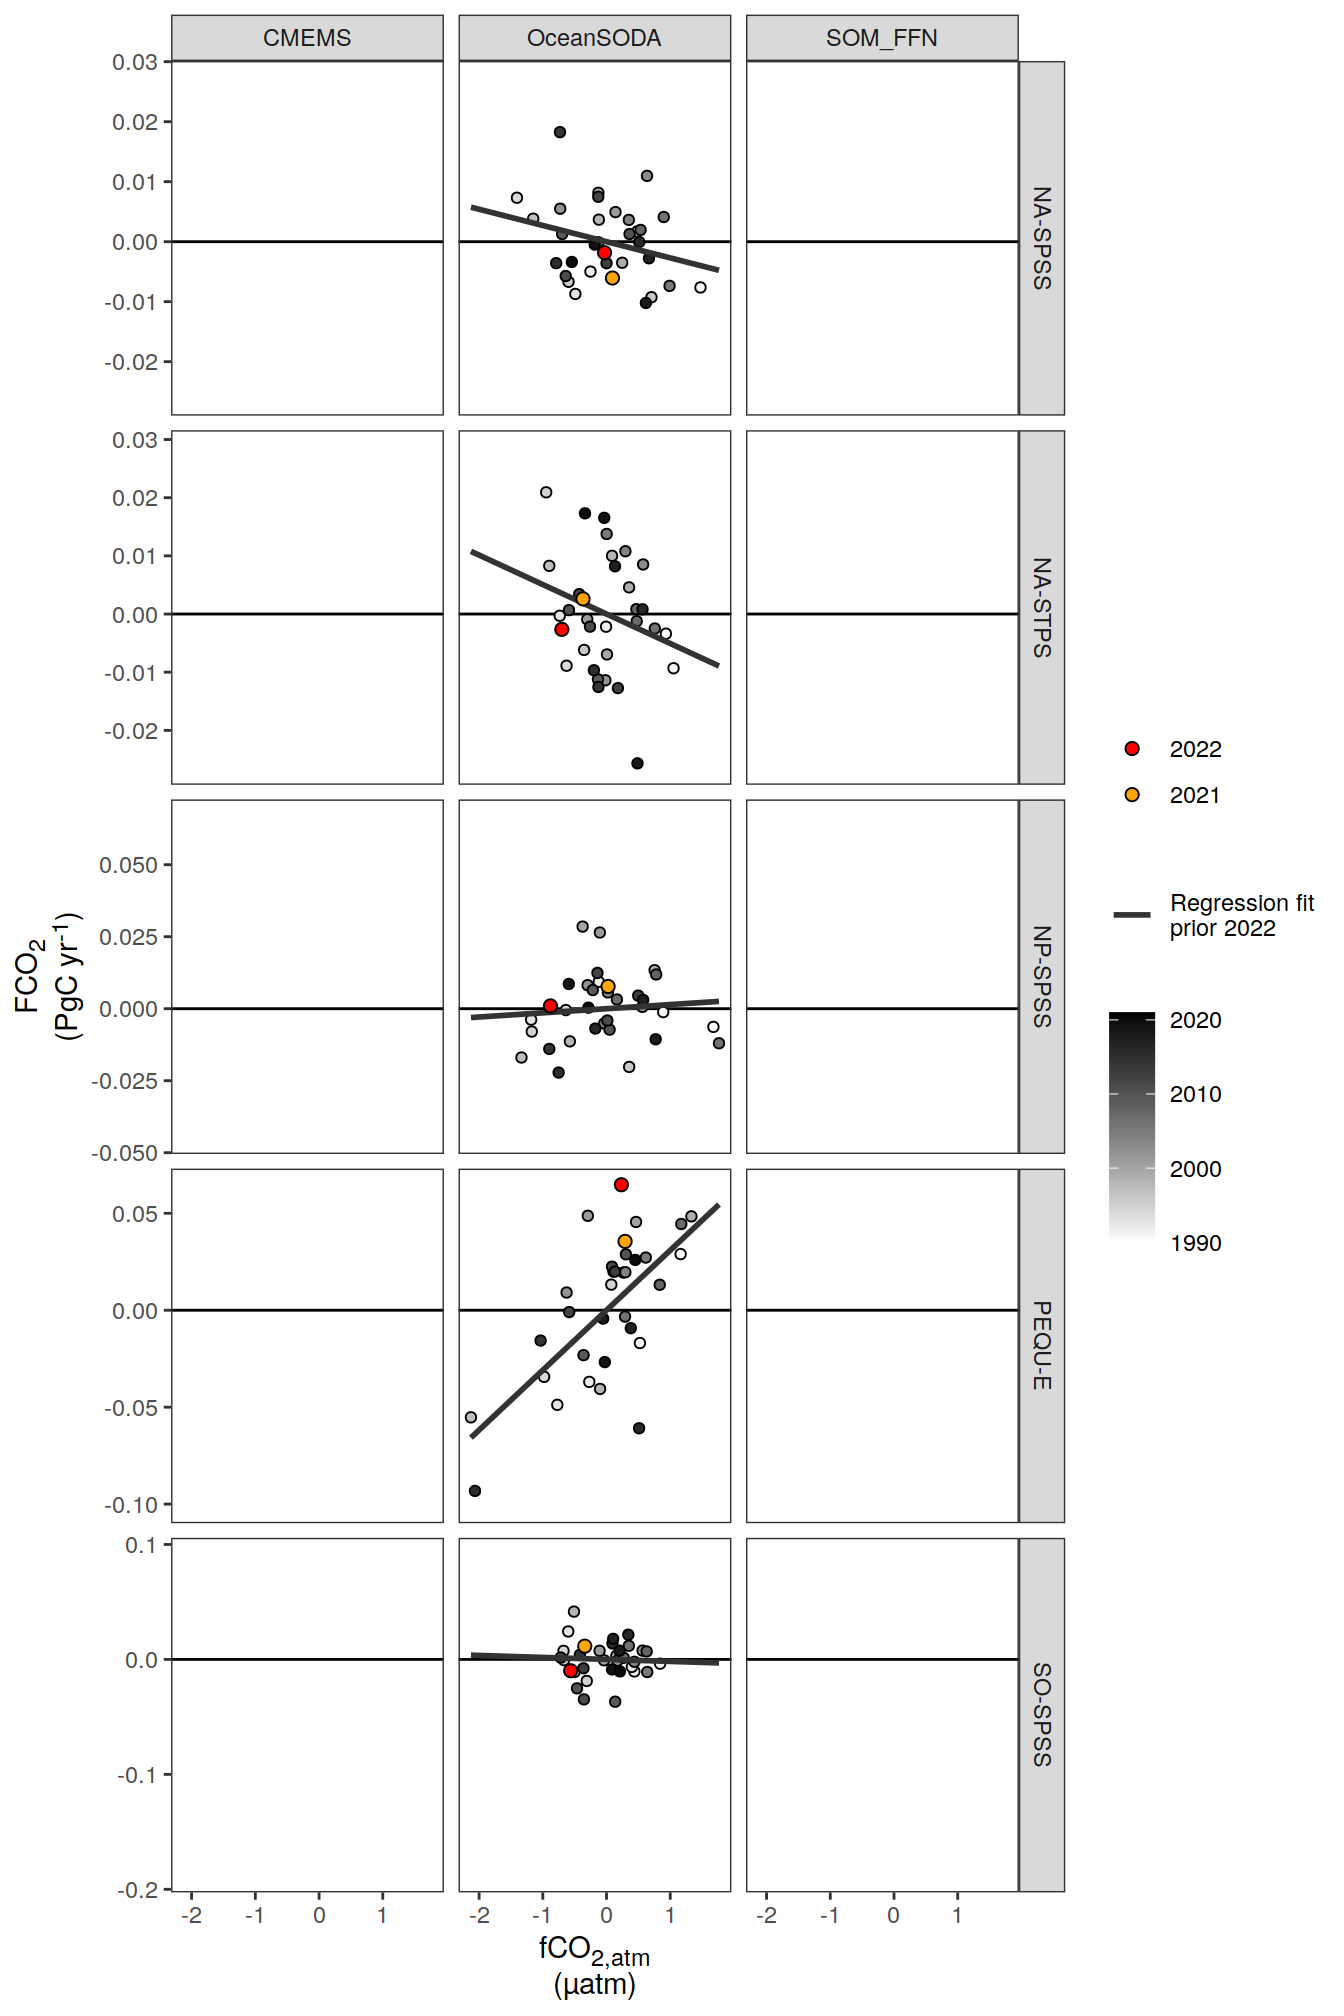 CMEMS OceanSODA SOM_FFN
0.03
0.02
0.01
0.00
-0.01
-0.02
NA-SPSS
0.03
0.02
0.01
0.00
-0.01
-0.02
NA-STPS
0.050
0.025
0.000
-0.025
-0.050
NP-SPSS
0.05
0.00
-0.05
-0.10
PEQU-E
0.1
0.0
-0.1
-0.2
SO-SPSS
-2 -1 0 1 -2 -1 0 1 -2 -1 0 1
fCO2,atm
(µatm)
FCO2
(PgC yr-1)
2022
2021
Regression fit
prior 2022
2020
2010
2000
1990